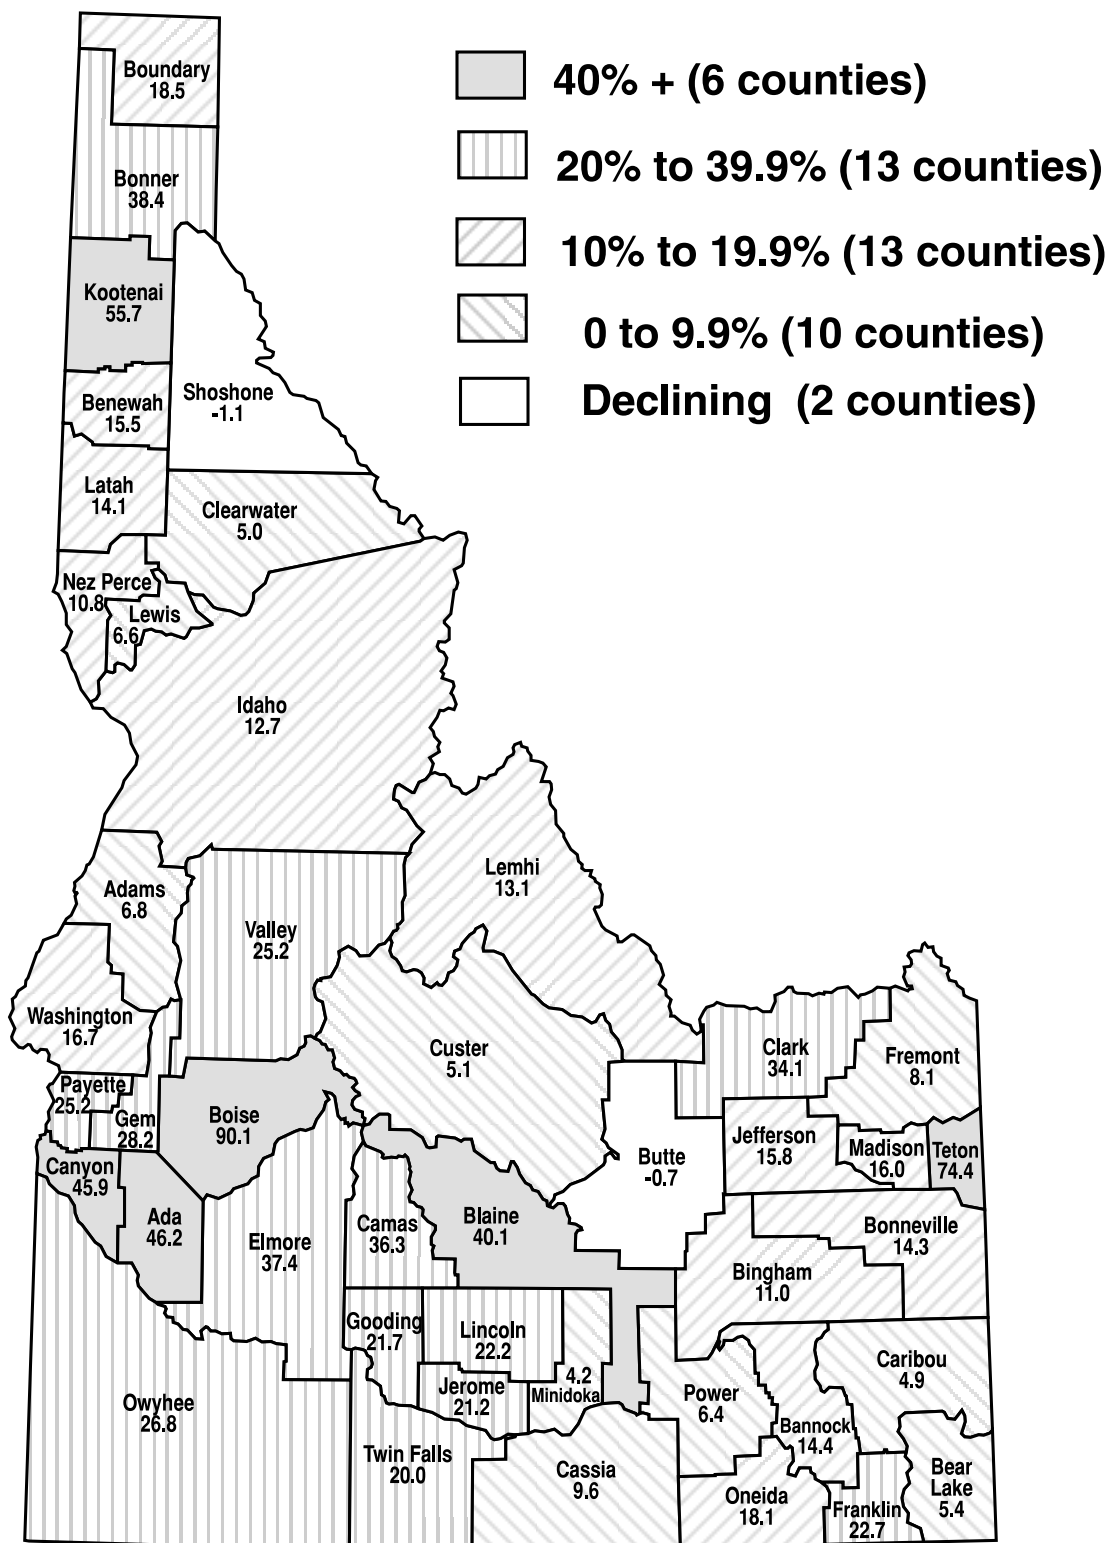 40% + (6 counties)
20% to 39.9% (13 counties)
10% to 19.9% (13 counties)
0 to 9.9% (10 counties)
Declining (2 counties)
Boundary
18.5
Bonner
38.4
Kootenai
55.7
Shoshone
-1.1
Benewah
15.5
Latah
14.1
Clearwater
5.0
Nez Perce
10.8
Lewis
6.6
Idaho
12.7
Lemhi
13.1
Adams
6.8
Valley
25.2
Washington
16.7
Custer
5.1
Clark
34.1
Fremont
8.1
Payette
25.2
Gem
28.2
Boise
90.1
Butte
-0.7
Jefferson
15.8
Madison
16.0
Teton
74.4
Canyon
45.9
Ada
46.2
Elmore
37.4
Camas
36.3
Blaine
40.1
Bonneville
14.3
Bingham
11.0
Gooding
21.7
Lincoln
22.2
4.2
Minidoka
Jerome
21.2
Owyhee
26.8
Twin Falls
20.0
Cassia
9.6
Power
6.4
Bannock
14.4
Caribou
4.9
Oneida
18.1
Franklin
22.7
Bear
Lake
5.4